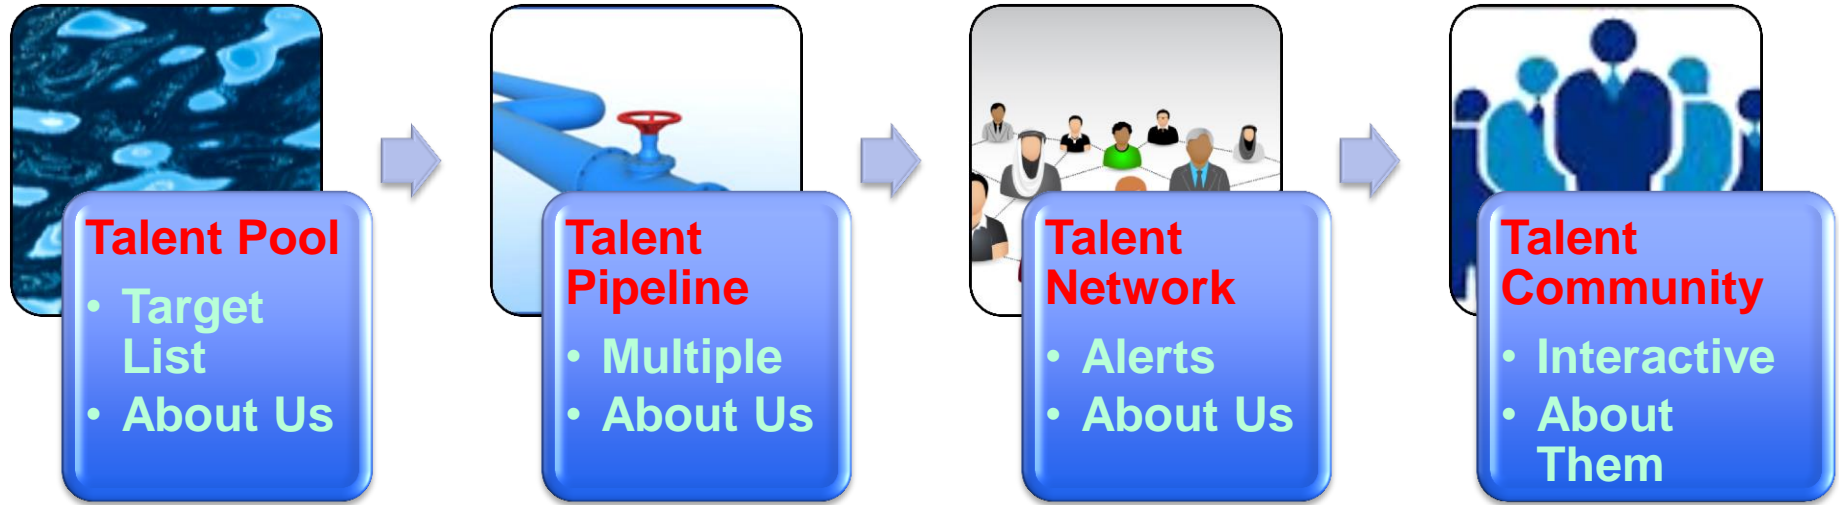 Talent Pool
• Target
List
• About Us
Talent
Pipeline
• Multiple
• About Us
Talent
Network
• Alerts
• About Us
Talent
Community
• Interactive
• About
Them